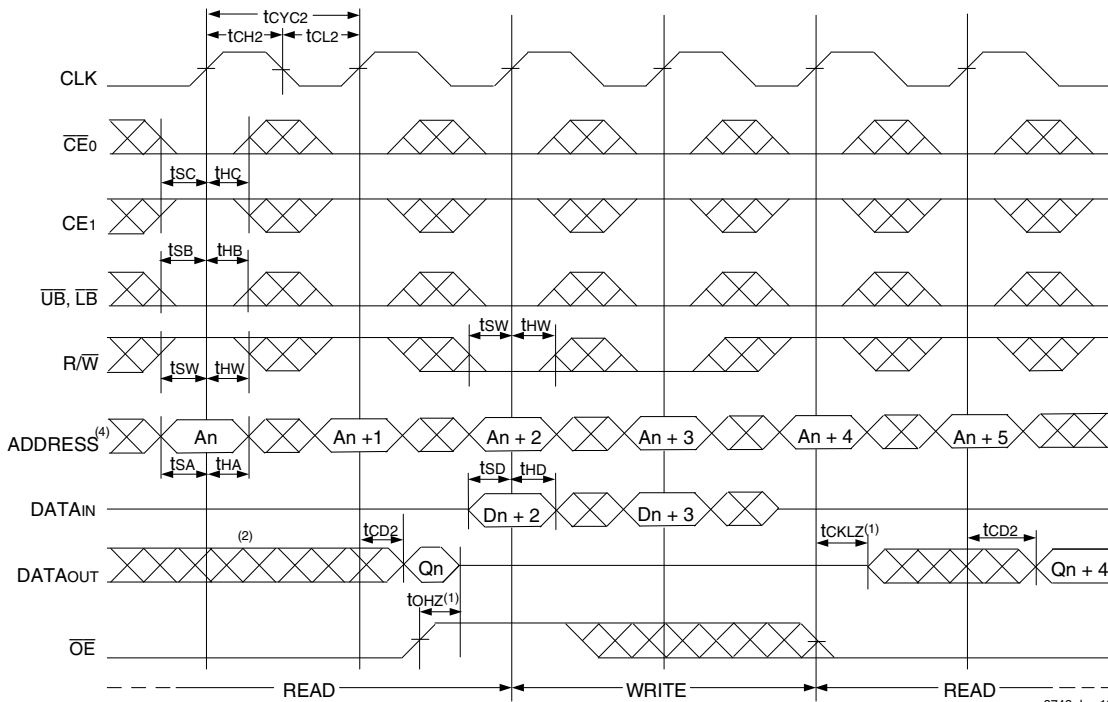 tCYC2
tCH2 tCL2
CLK
CE0
tSC tHC
CE1
tSB tHB
UB, LB
tSW tHW
R/W
tSW tHW
ADDRESS(4) An An +1 An + 2 An + 3 An + 4 An + 5
tSA tHA
tSD tHD
DATAIN Dn + 2 Dn + 3
tCD2 tCKLZ(1) tCD2
(2)
DATAOUT Qn Qn + 4
tOHZ(1)
OE
READ WRITE READ